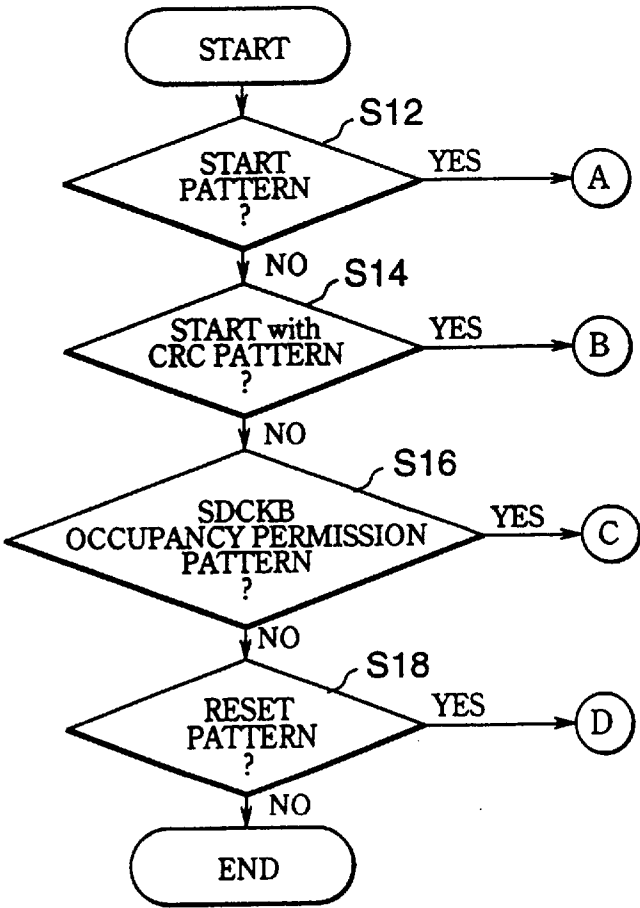 START
S12
START
PATTERN
?
YES
A
NO
S14
START with
CRC PATTERN
?
YES
B
NO
S16
SDCKB
OCCUPANCY PERMISSION
PATTERN
?
YES
C
NO
S18
RESET
PATTERN
?
YES
D
NO
END